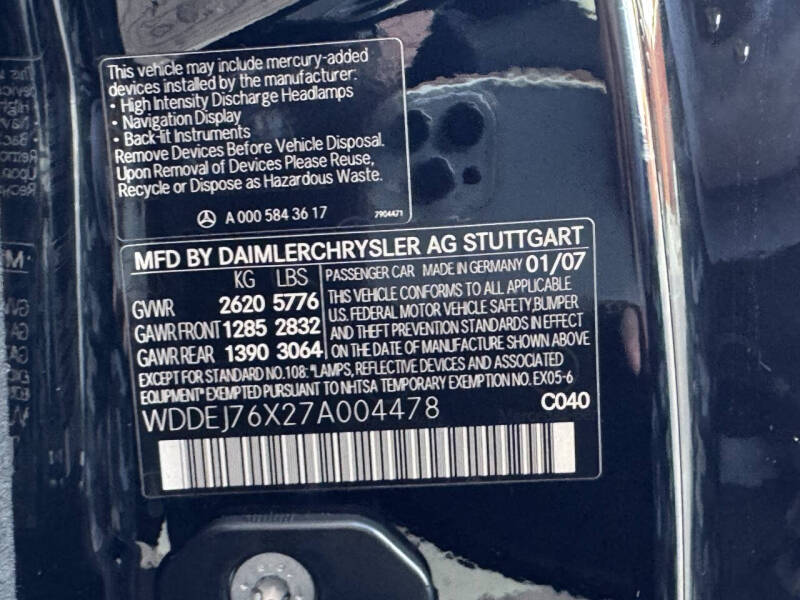 This vehicle may include mercury-added
devices installed by the manufacturer:
• High Intensity Discharge Headlamps
• Navigation Display
• Back-lit Instruments
Remove Devices Before Vehicle Disposal.
Upon Removal of Devices Please Reuse,
Recycle or Dispose as Hazardous Waste.
A 000 584 36 17 7904471
MFD BY DAIMLERCHRYSLER AG STUTTGART
KG LBS
GVWR 2620 5776
GAWR FRONT 1285 2832
GAWR REAR 1390 3064
PASSENGER CAR MADE IN GERMANY 01/07
THIS VEHICLE CONFORMS TO ALL APPLICABLE
U.S. FEDERAL MOTOR VEHICLE SAFETY,BUMPER
AND THEFT PREVENTION STANDARDS IN EFFECT
ON THE DATE OF MANUFACTURE SHOWN ABOVE
EXCEPT FOR STANDARD NO.108: "LAMPS, REFLECTIVE DEVICES AND ASSOCIATED
EQUIPMENT" EXEMPTED PURSUANT TO NHTSA TEMPORARY EXEMPTION NO. EX05-6
WDDEJ76X27A004478 C040